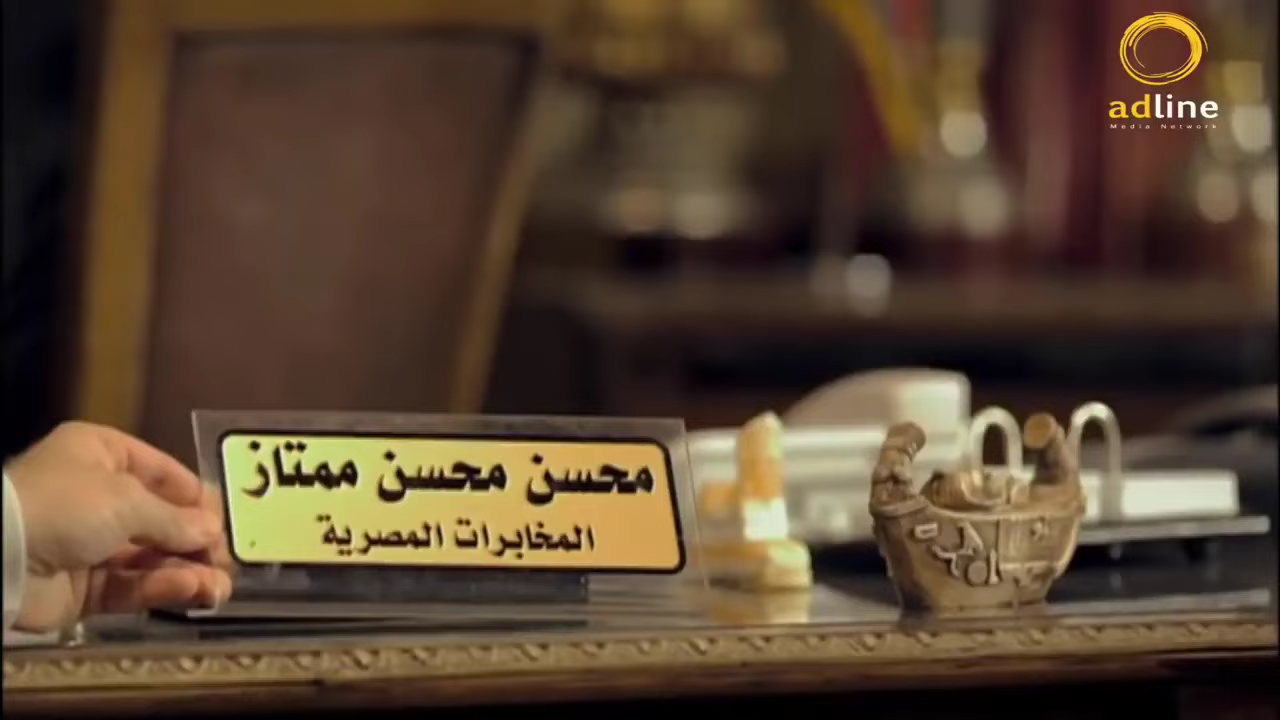 adline
Media Network
محسن محسن ممتاز
المخابرات المصرية